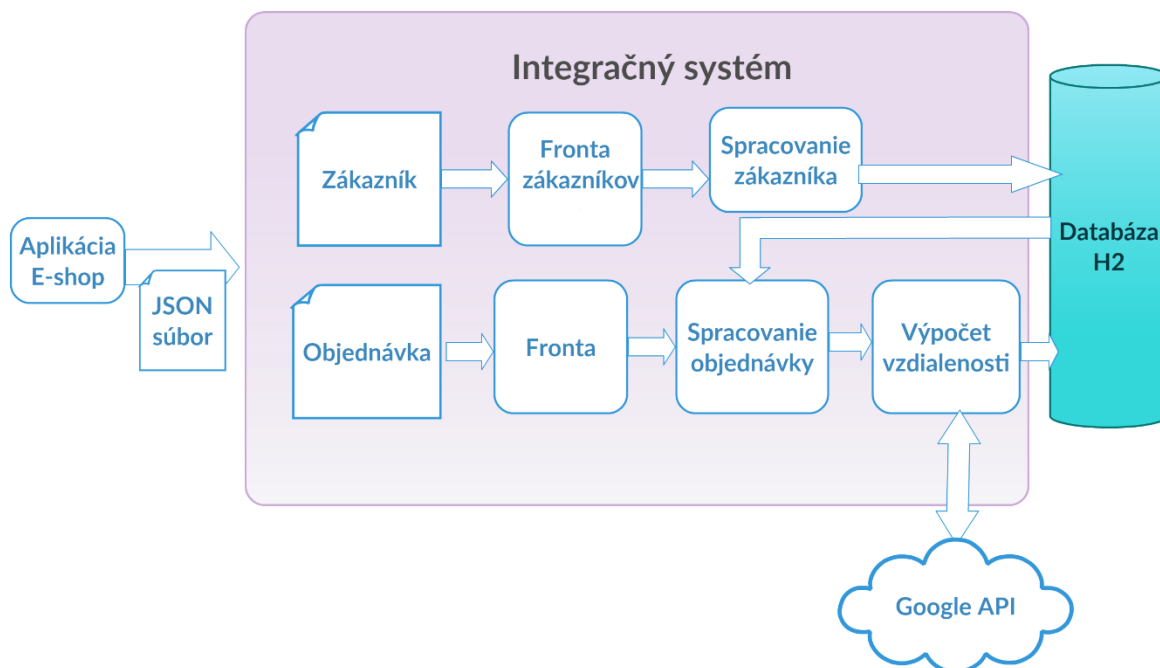 Integračný systém
Zákazník
Fronta
zákazníkov
Spracovanie
zákazníka
Aplikácia
E-shop
JSON
súbor
Databáza
H2
Objednávka
Fronta
Spracovanie
objednávky
Výpočet
vzdialenosti
Google API